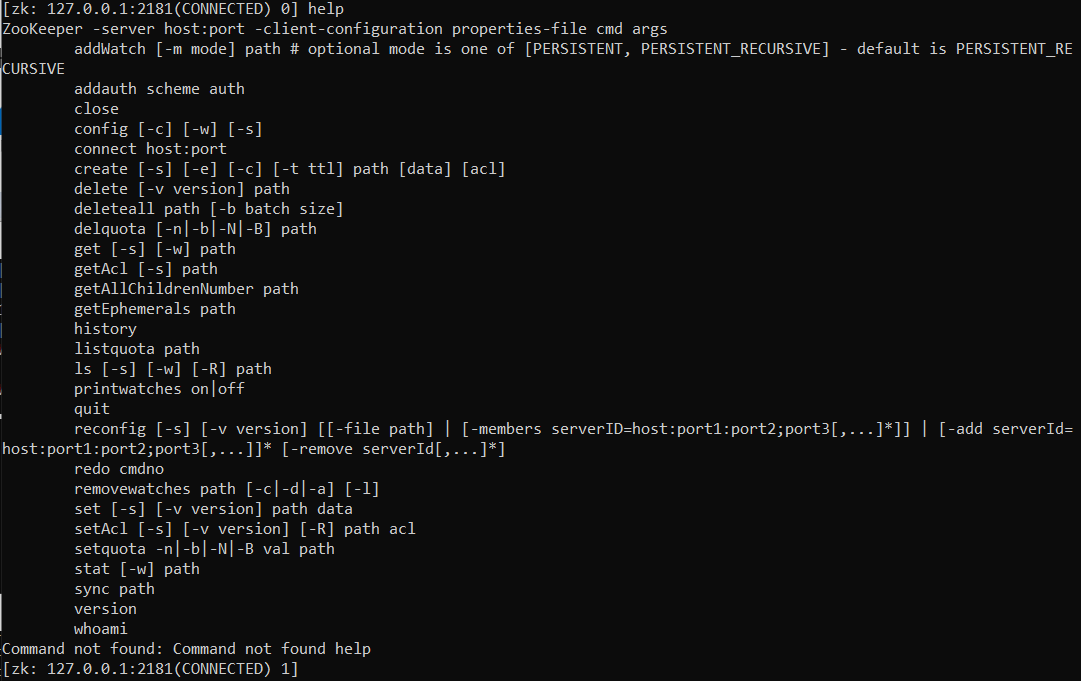 [zk: 127.0.0.1:2181(CONNECTED) 0] help
ZooKeeper -server host:port -client-configuration properties-file cmd args
        addWatch [-m mode] path # optional mode is one of [PERSISTENT, PERSISTENT_RECURSIVE] - default is PERSISTENT_RE
CURSIVE
        addauth scheme auth
        close
        config [-c] [-w] [-s]
        connect host:port
        create [-s] [-e] [-c] [-t ttl] path [data] [acl]
        delete [-v version] path
        deleteall path [-b batch size]
        delquota [-n|-b|-N|-B] path
        get [-s] [-w] path
        getAcl [-s] path
        getAllChildrenNumber path
        getEphemerals path
        history
        listquota path
        ls [-s] [-w] [-R] path
        printwatches on|off
        quit
        reconfig [-s] [-v version] [[-file path] | [-members serverID=host:port1:port2;port3[,...]*]] | [-add serverId=
host:port1:port2;port3[,...]]* [-remove serverId[,...]*]
        redo cmdno
        removewatches path [-c|-d|-a] [-l]
        set [-s] [-v version] path data
        setAcl [-s] [-v version] [-R] path acl
        setquota -n|-b|-N|-B val path
        stat [-w] path
        sync path
        version
        whoami
Command not found: Command not found help
[zk: 127.0.0.1:2181(CONNECTED) 1]